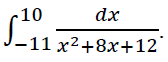 ∫_{-11}^{10} dx / (x²+8x+12).